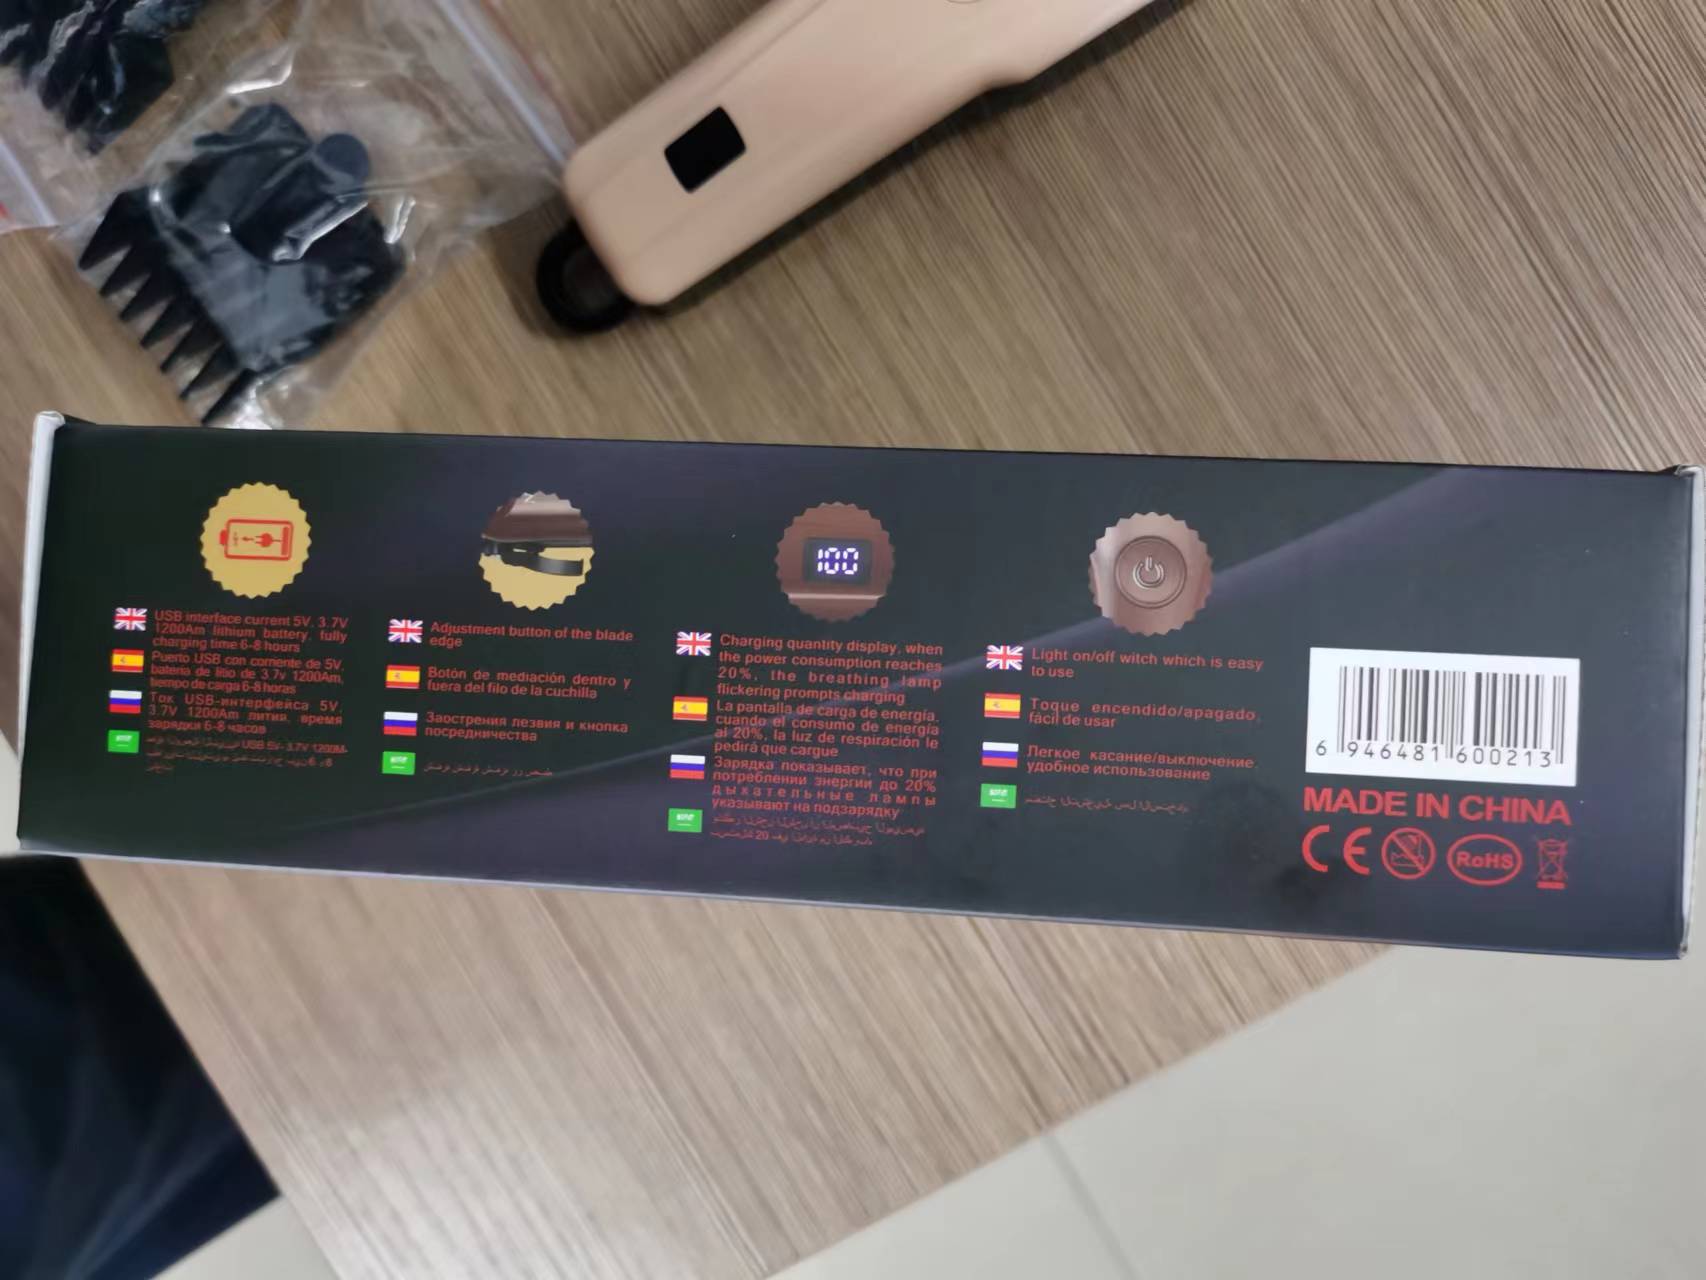 USB interface current 5V, 3.7V
1200Am lithium battery, fully
charging time 6-8 hours
Puerto USB con corriente de 5V,
batería de litio de 3.7v 1200Am,
tiempo de carga 6-8 horas
Ток USB-интерфейса 5V,
3.7V 1200Am лития, время
зарядки 6-8 часов
USB 5V- 3.7V 1200M-
Adjustment button of the blade
edge
Botón de mediación dentro y
fuera del filo de la cuchilla
Заострения лезвия и кнопка
посредничества
100
Charging quantity display, when
the power consumption reaches
20%, the breathing lamp
flickering prompts charging
La pantalla de carga de energía,
cuando el consumo de energía
al 20%, la luz de respiración le
pedirá que cargue
Зарядка показывает, что при
потреблении энергии до 20%
дыхательные лампы
указывают на подзарядку
20
Light on/off witch which is easy
to use
Toque encendido/apagado,
fácil de usar
Легкое касание/выключение,
удобное использование
6 946481 600213
MADE IN CHINA
CE RoHS